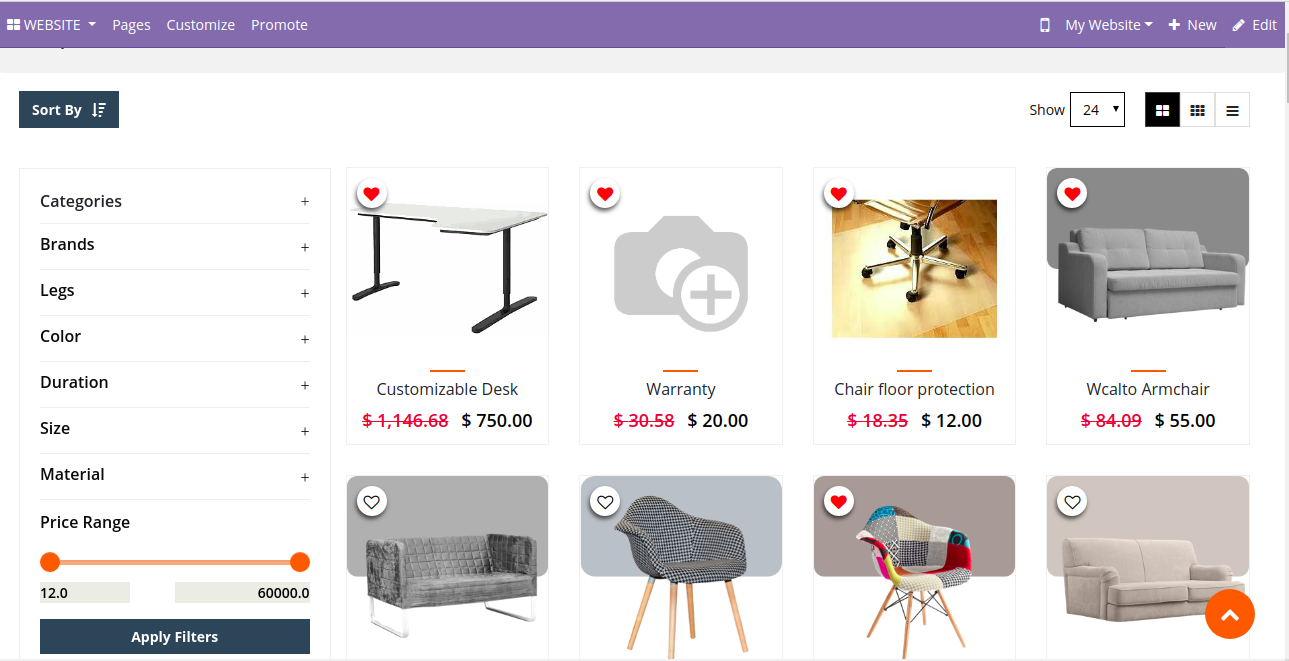 WEBSITE Pages Customize Promote My Website New Edit
Sort By Show 24
Categories +
Brands +
Legs +
Color +
Duration +
Size +
Material +
Price Range
12.0 60000.0
Apply Filters
Customizable Desk
$ 1,146.68 $ 750.00
Warranty
$ 30.58 $ 20.00
Chair floor protection
$ 18.35 $ 12.00
Wcalto Armchair
$ 84.09 $ 55.00